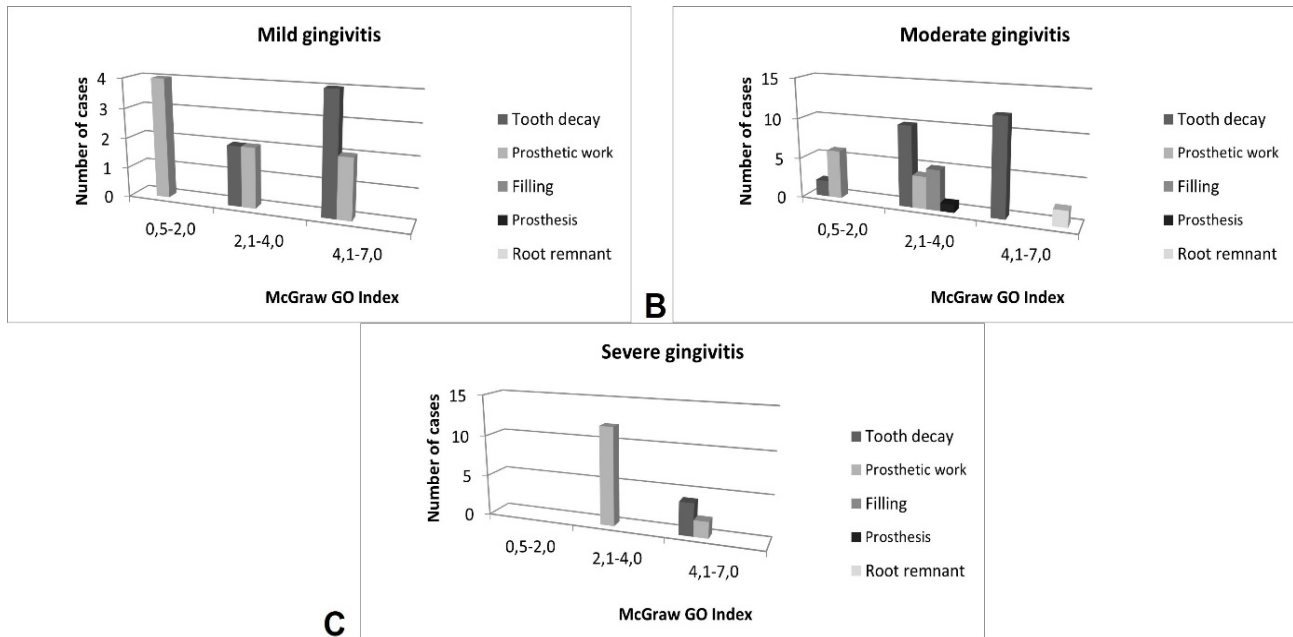 Mild gingivitis
Number of cases
4
3
2
1
0
0,5-2,0
2,1-4,0
4,1-7,0
McGraw GO Index
Tooth decay
Prosthetic work
Filling
Prosthesis
Root remnant
B
Moderate gingivitis
Number of cases
15
10
5
0
0,5-2,0
2,1-4,0
4,1-7,0
McGraw GO Index
Tooth decay
Prosthetic work
Filling
Prosthesis
Root remnant
C
Severe gingivitis
Number of cases
15
10
5
0
0,5-2,0
2,1-4,0
4,1-7,0
McGraw GO Index
Tooth decay
Prosthetic work
Filling
Prosthesis
Root remnant